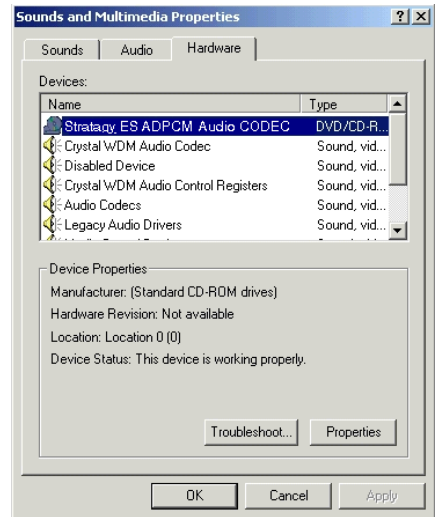 Sounds and Multimedia Properties
Sounds
Audio
Hardware
Devices:
Name Type
Stratagy ES ADPCM Audio CODEC DVD/CD-R...
Crystal WDM Audio Codec Sound, vid...
Disabled Device Sound, vid...
Crystal WDM Audio Control Registers Sound, vid...
Audio Codecs Sound, vid...
Legacy Audio Drivers Sound, vid...
Device Properties
Manufacturer: (Standard CD-ROM drives)
Hardware Revision: Not available
Location: Location 0 (0)
Device Status: This device is working properly.
Troubleshoot... Properties
OK Cancel Apply